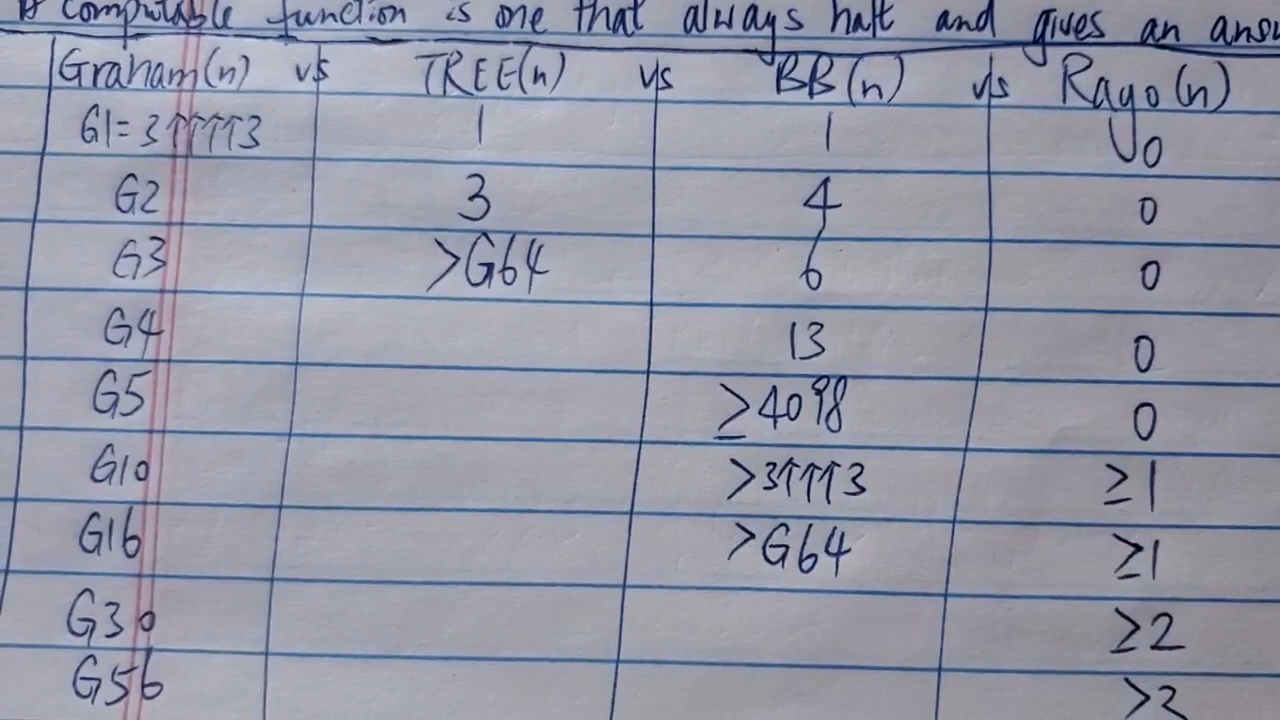 A computable function is one that always halt and gives an
Graham(n) vs TREE(n) vs BB(n) vs Rayo(n)
G1=3↑↑↑↑3 1 1 0
G2 3 4 0
G3 >G64 6 0
G4 13 0
G5 ≥4098 0
G10 >3↑↑↑3 ≥1
G16 >G64 ≥1
G30 ≥2
G56